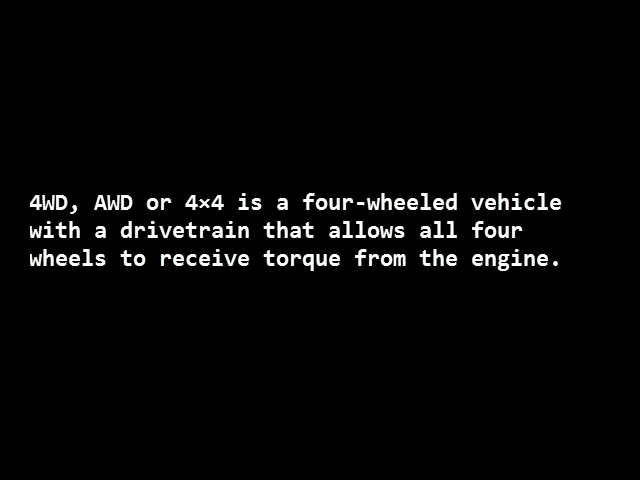 4WD, AWD or 4×4 is a four-wheeled vehicle
with a drivetrain that allows all four
wheels to receive torque from the engine.